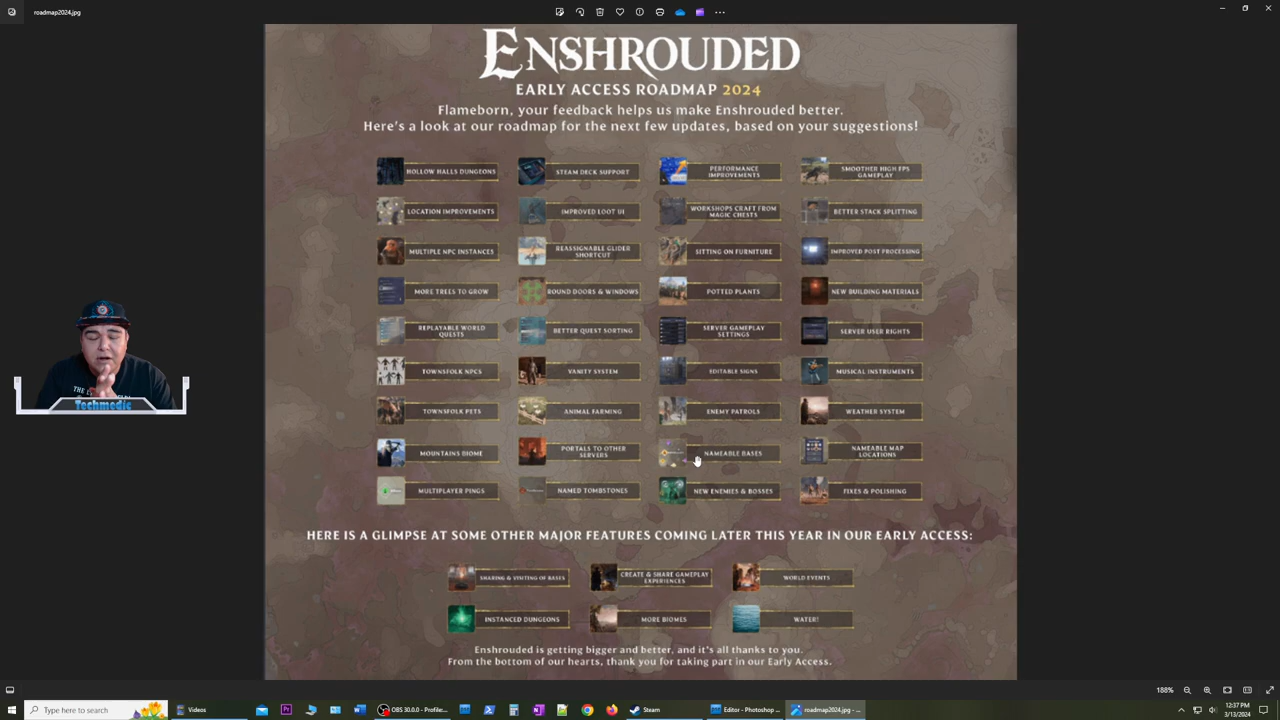 roadmap2024.jpg
ENSHROUDED
EARLY ACCESS ROADMAP 2024
Flameborn, your feedback helps us make Enshrouded better.
Here's a look at our roadmap for the next few updates, based on your suggestions!
HOLLOW HALLS DUNGEONS
STEAM DECK SUPPORT
PERFORMANCE
IMPROVEMENTS
SMOOTHER HIGH FPS
GAMEPLAY
LOCATION IMPROVEMENTS
IMPROVED LOOT UI
WORKSHOPS CRAFT FROM
MAGIC CHESTS
BETTER STACK SPLITTING
MULTIPLE NPC INSTANCES
REASSIGNABLE GLIDER
SHORTCUT
SITTING ON FURNITURE
IMPROVED POST PROCESSING
MORE TREES TO GROW
ROUND DOORS & WINDOWS
POTTED PLANTS
NEW BUILDING MATERIALS
REPLAYABLE WORLD
QUESTS
BETTER QUEST SORTING
SERVER GAMEPLAY
SETTINGS
SERVER USER RIGHTS
TOWNSFOLK NPCS
VANITY SYSTEM
EDITABLE SIGNS
MUSICAL INSTRUMENTS
TOWNSFOLK PETS
ANIMAL FARMING
ENEMY PATROLS
WEATHER SYSTEM
MOUNTAINS BIOME
PORTALS TO OTHER
SERVERS
NAMEABLE BASES
NAMEABLE MAP
LOCATIONS
MULTIPLAYER PINGS
NAMED TOMBSTONES
NEW ENEMIES & BOSSES
FIXES & POLISHING
HERE IS A GLIMPSE AT SOME OTHER MAJOR FEATURES COMING LATER THIS YEAR IN OUR EARLY ACCESS:
SHARING & VISITING OF BASES
CREATE & SHARE GAMEPLAY
EXPERIENCES
WORLD EVENTS
INSTANCED DUNGEONS
MORE BIOMES
WATER!
Enshrouded is getting bigger and better, and it's all thanks to you.
From the bottom of our hearts, thank you for taking part in our Early Access.
Techmedic
188%
Type here to search
Videos
OBS 30.0.0 - Profile:...
Steam
Editor - Photoshop ...
roadmap2024.jpg - ...
12:37 PM
3/13/2024